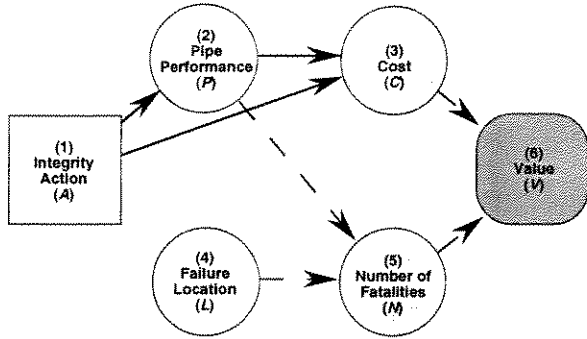 (2)
Pipe
Performance
(P)
(3)
Cost
(C)
(1)
Integrity
Action
(A)
(6)
Value
(V)
(4)
Failure
Location
(L)
(5)
Number of
Fatalities
(N)